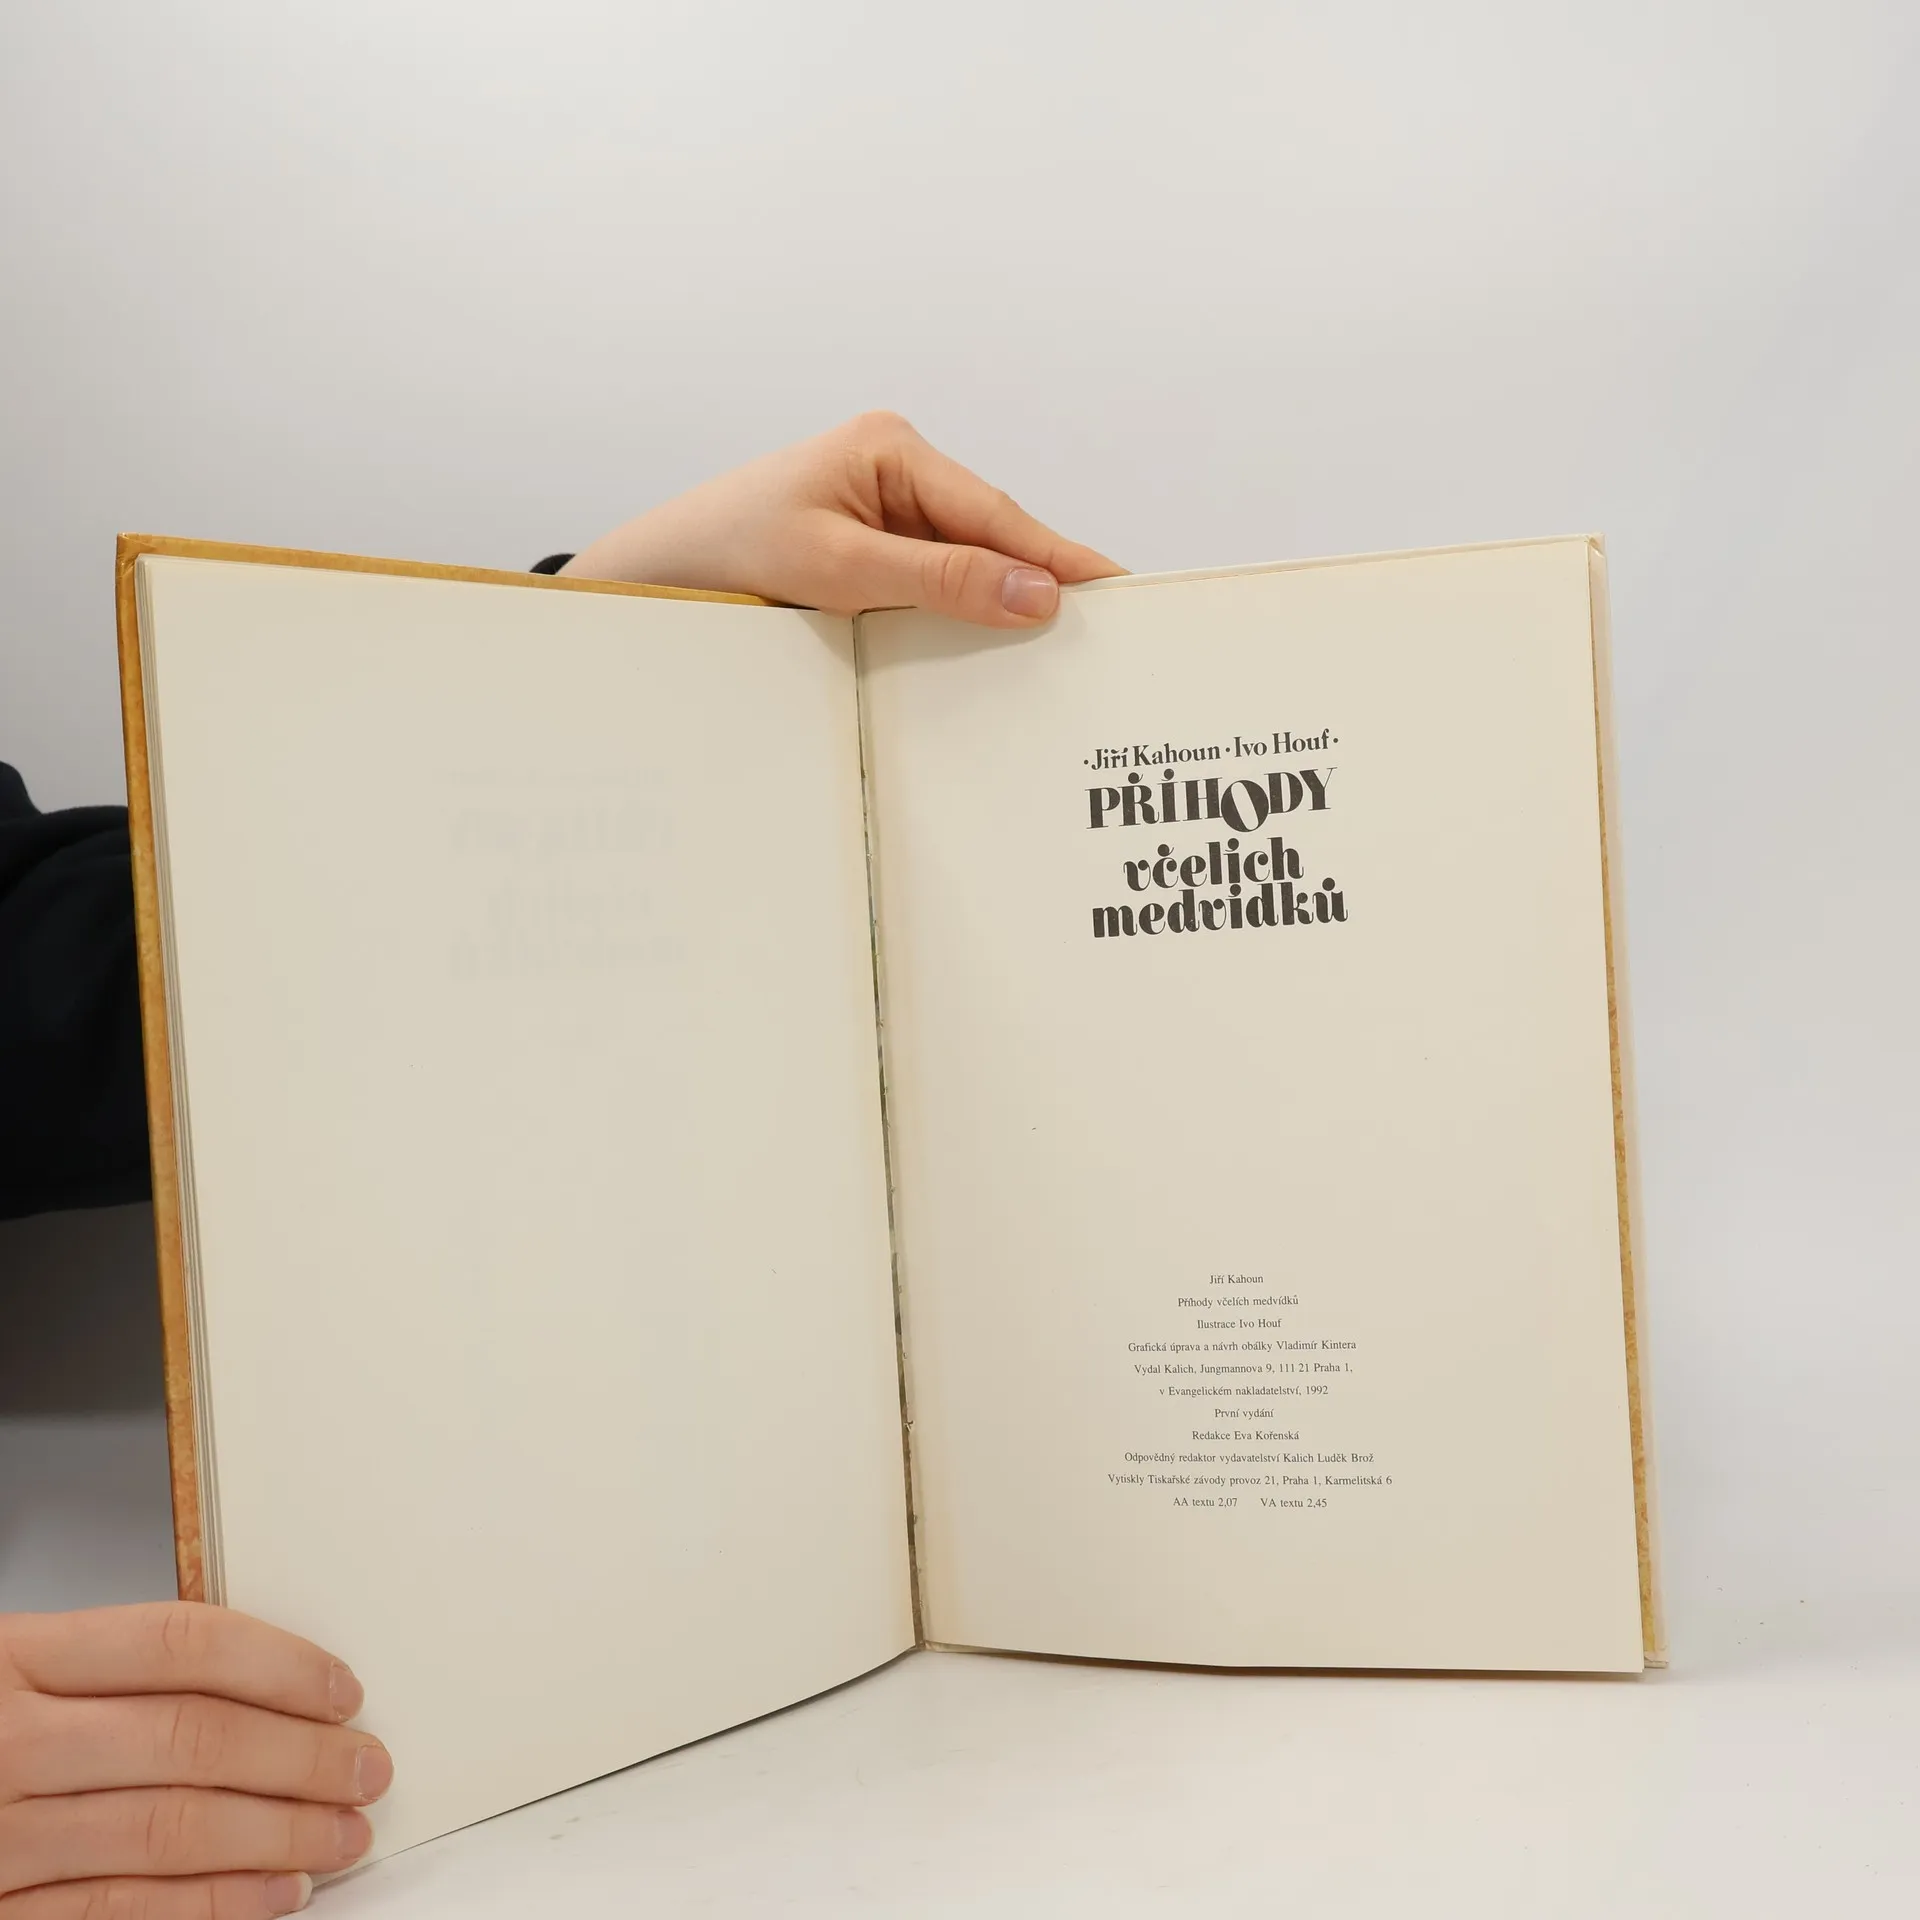 ·Jiří Kahoun·Ivo Houf·
PŘÍHODY
včelích
medvídků
Jiří Kahoun
Příhody včelích medvídků
Ilustrace Ivo Houf
Grafická úprava a návrh obálky Vladimír Kintera
Vydal Kalich, Jungmannova 9, 111 21 Praha 1,
v Evangelickém nakladatelství, 1992
První vydání
Redakce Eva Kořenská
Odpovědný redaktor vydavatelství Kalich Luděk Brož
Vytiskly Tiskařské závody provoz 21, Praha 1, Karmelitská 6
AA textu 2,07 VA textu 2,45